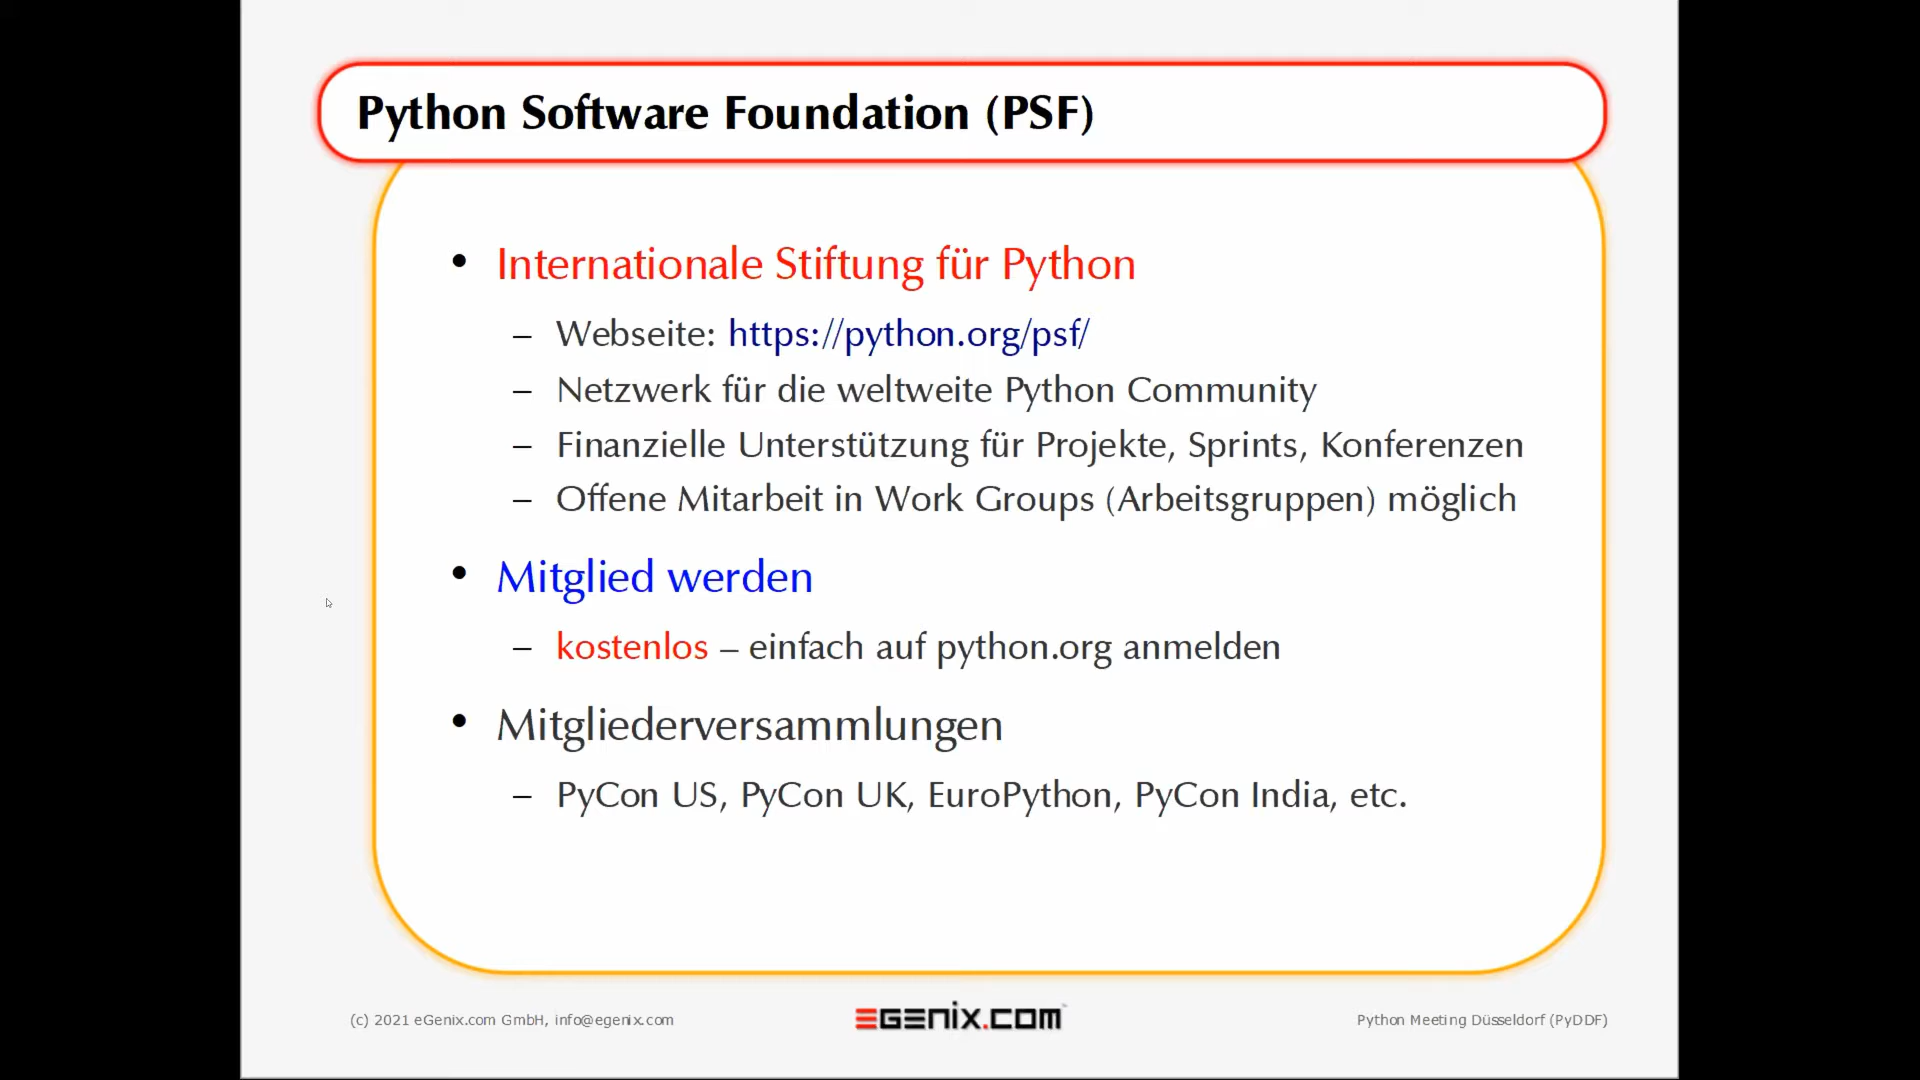 Python Software Foundation (PSF)
• Internationale Stiftung für Python
– Webseite: https://python.org/psf/
– Netzwerk für die weltweite Python Community
– Finanzielle Unterstützung für Projekte, Sprints, Konferenzen
– Offene Mitarbeit in Work Groups (Arbeitsgruppen) möglich
• Mitglied werden
– kostenlos – einfach auf python.org anmelden
• Mitgliederversammlungen
– PyCon US, PyCon UK, EuroPython, PyCon India, etc.
(c) 2021 eGenix.com GmbH, info@egenix.com
EGENIX.COM
Python Meeting Düsseldorf (PyDDF)